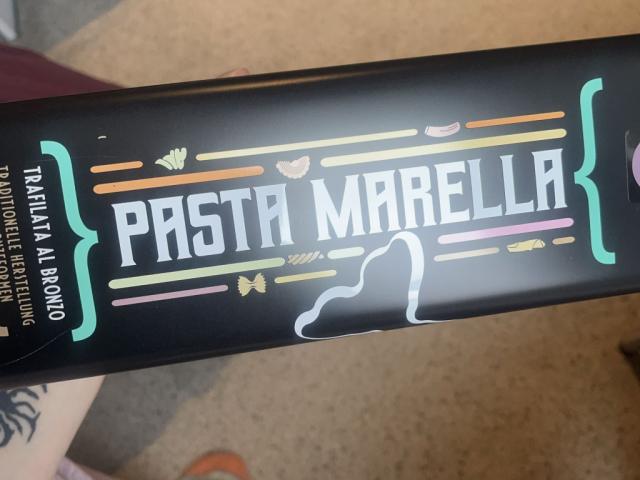 PASTA MARELLA
TRAFILATA AL BRONZO
TRADITIONELLE HERSTELLUNG